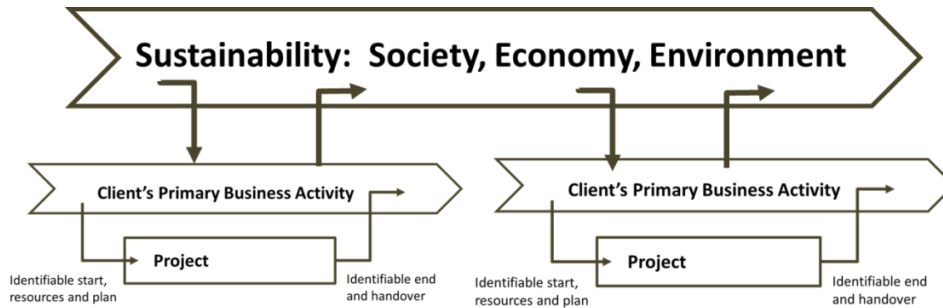 Sustainability: Society, Economy, Environment
Client's Primary Business Activity
Project
Identifiable start,
resources and plan
Identifiable end
and handover
Client's Primary Business Activity
Project
Identifiable start,
resources and plan
Identifiable end
and handover